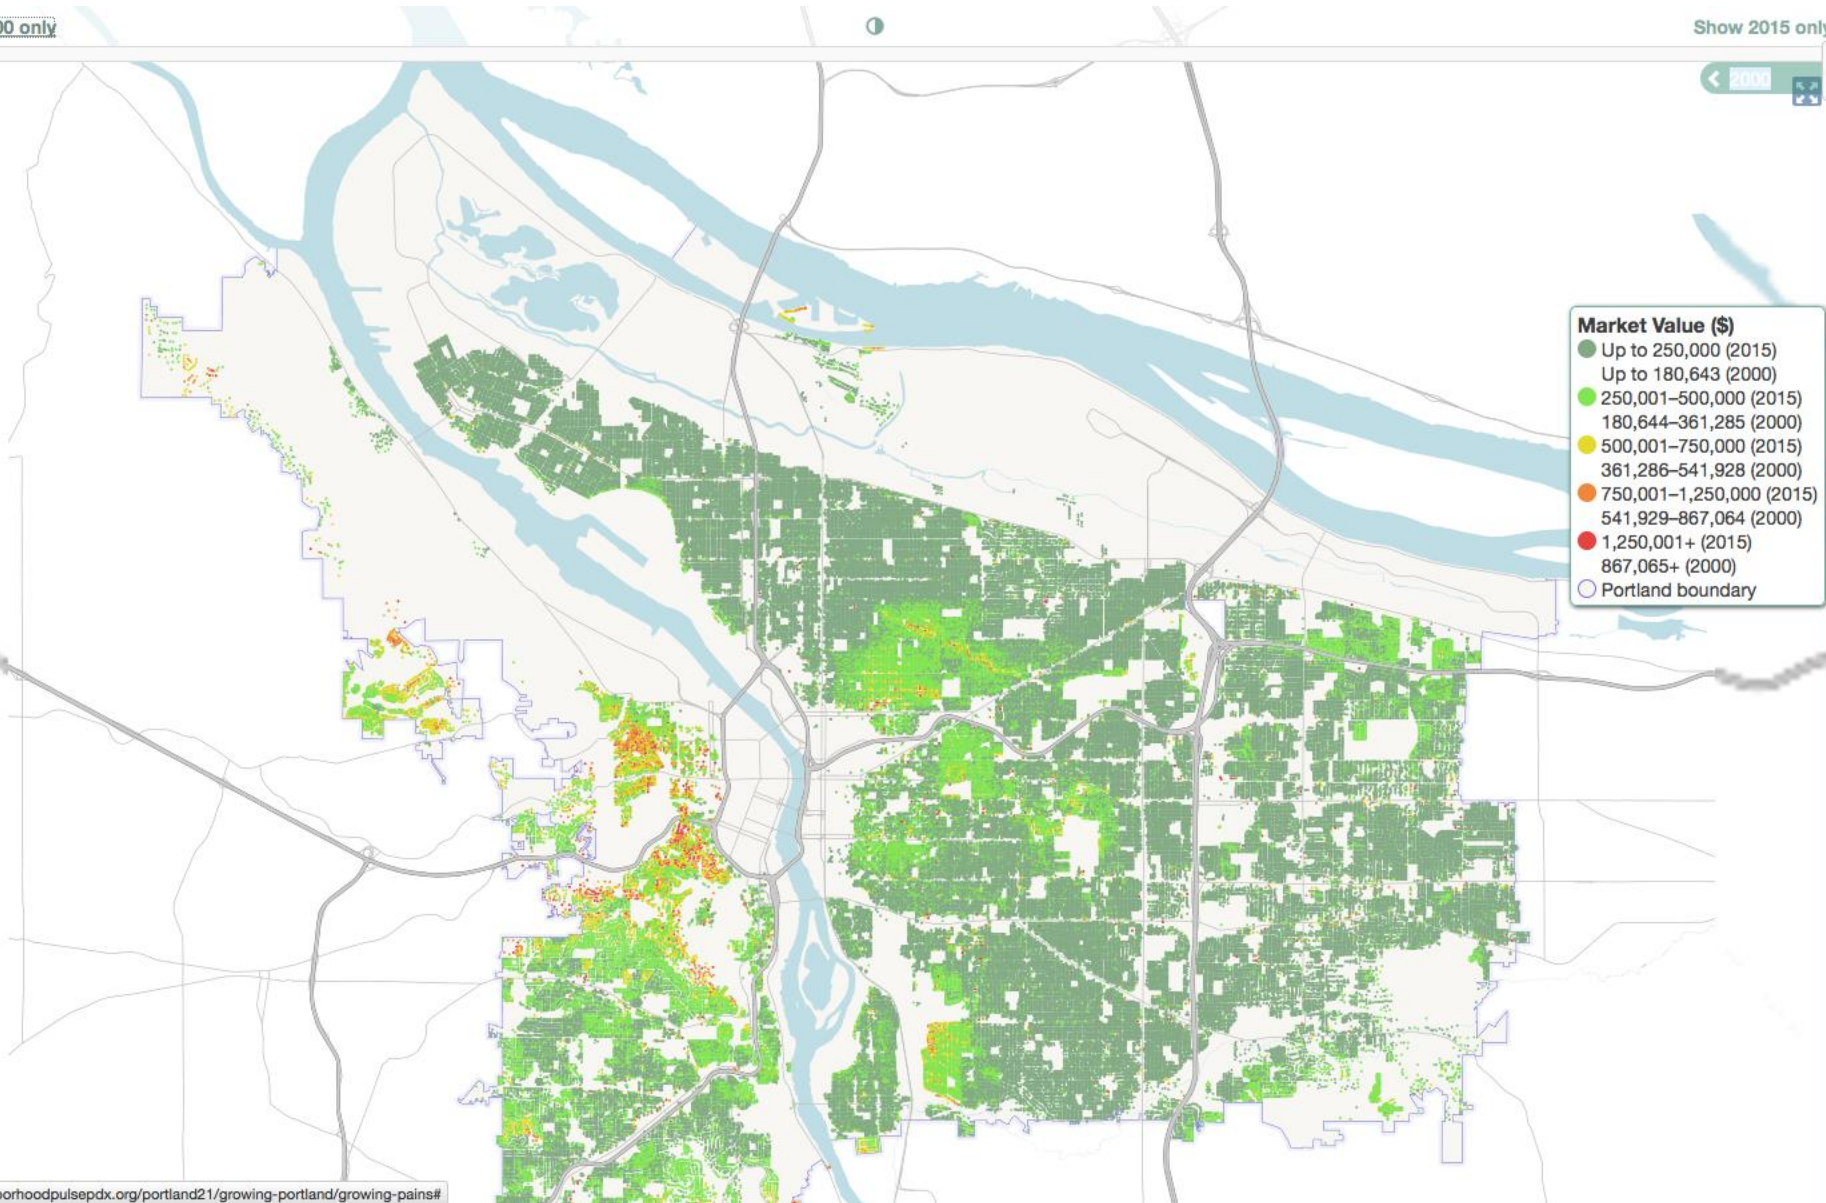 00 only
Show 2015 only
2000
Market Value ($)
Up to 250,000 (2015)
Up to 180,643 (2000)
250,001–500,000 (2015)
180,644–361,285 (2000)
500,001–750,000 (2015)
361,286–541,928 (2000)
750,001–1,250,000 (2015)
541,929–867,064 (2000)
1,250,001+ (2015)
867,065+ (2000)
Portland boundary
orhoodpulsepdx.org/portland21/growing-portland/growing-pains#